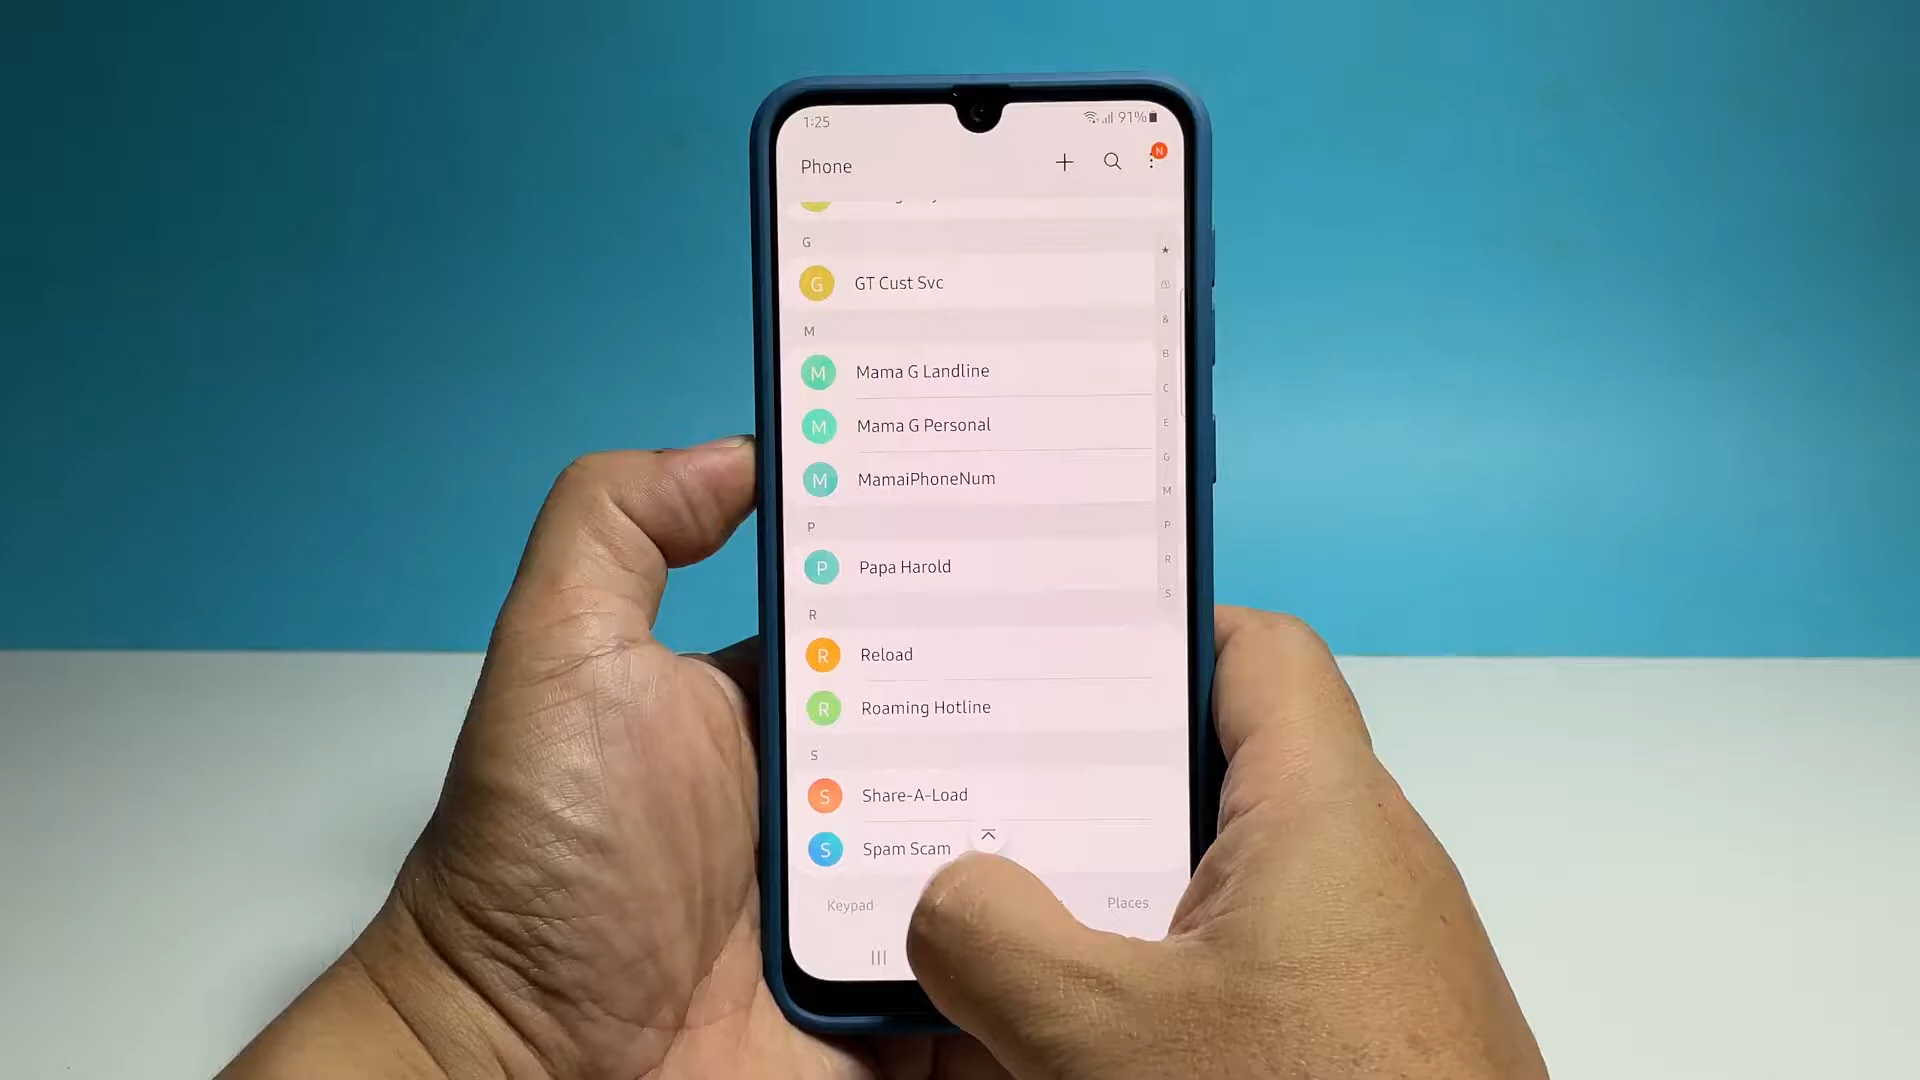 1:25
91%
N
Phone
G
G GT Cust Svc
M
M Mama G Landline
M Mama G Personal
M MamaiPhoneNum
P
P Papa Harold
R
R Reload
R Roaming Hotline
S
S Share-A-Load
S Spam Scam
&
B
C
E
G
M
P
R
S
Keypad
Places